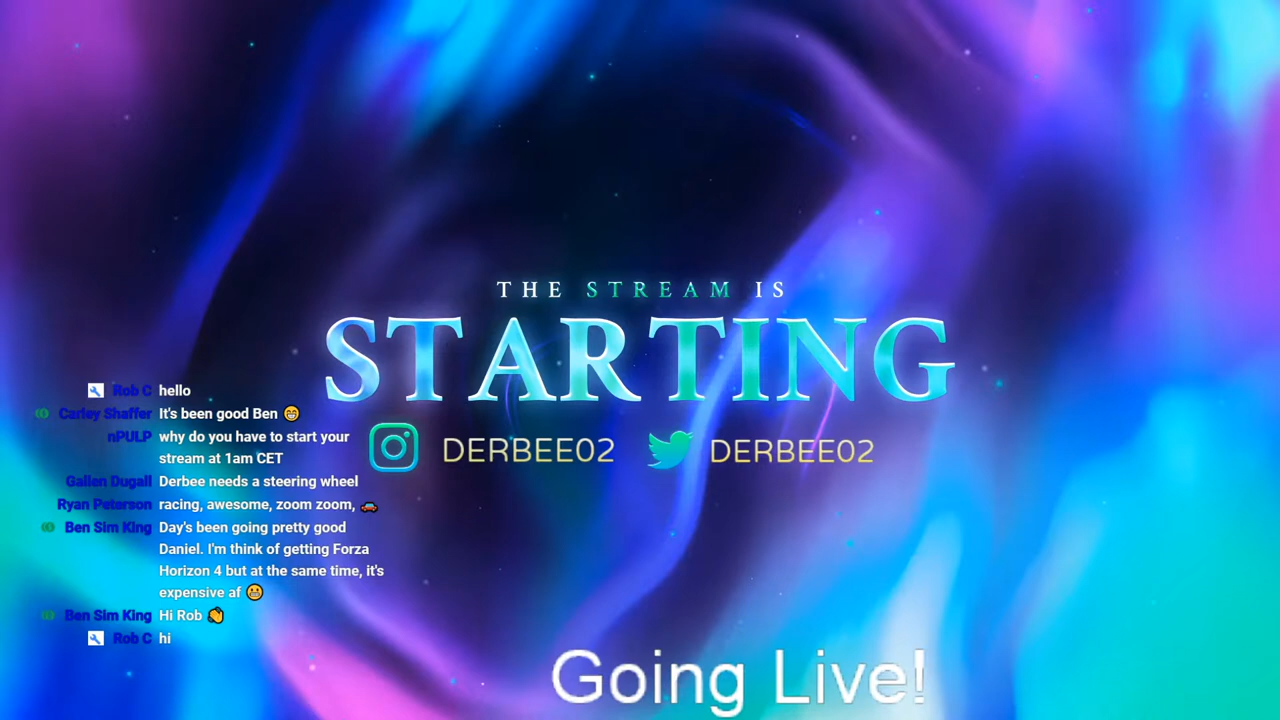 THE STREAM IS
STARTING
DERBEE02 DERBEE02
Rob C hello
Carley Shaffer It's been good Ben 😁
nPULP why do you have to start your
stream at 1am CET
Gallen Dugall Derbee needs a steering wheel
Ryan Peterson racing, awesome, zoom zoom, 🚗
Ben Sim King Day's been going pretty good
Daniel. I'm think of getting Forza
Horizon 4 but at the same time, it's
expensive af 😬
Ben Sim King Hi Rob 👋
Rob C hi
Going Live!